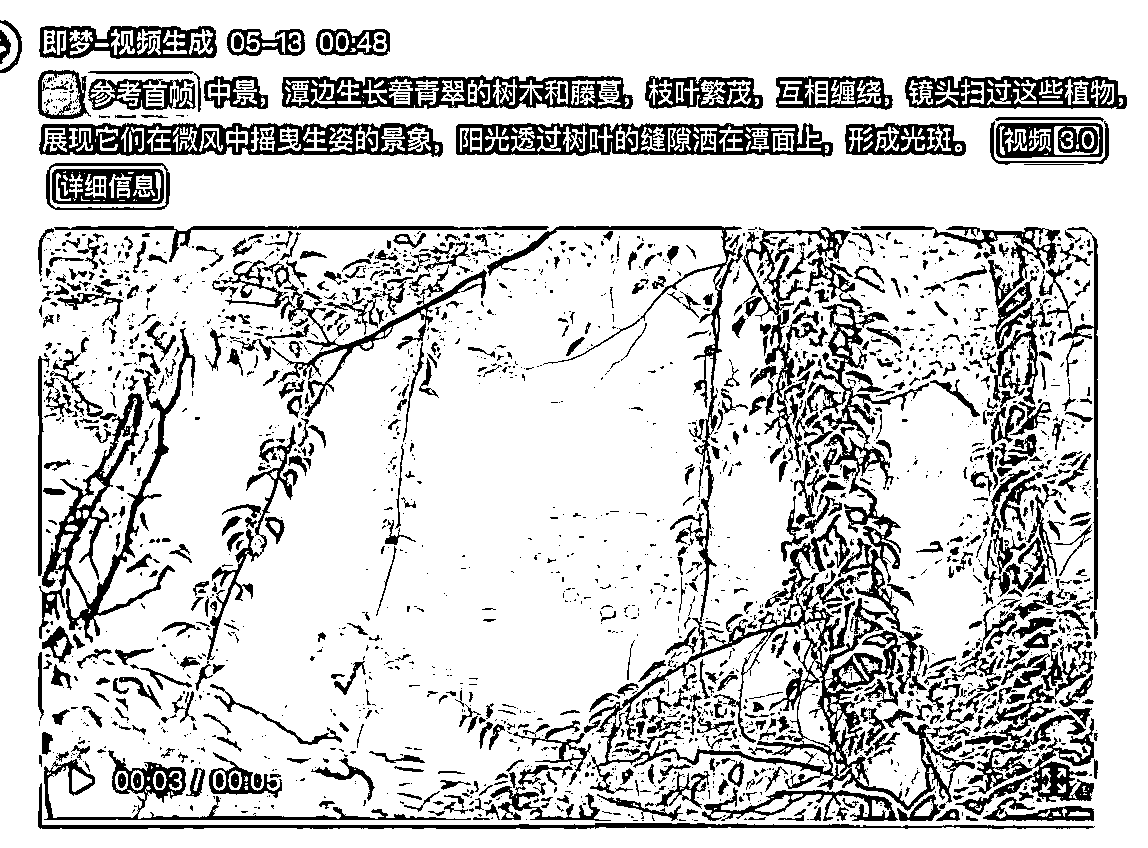 即梦-视频生成 05-13 00:48
参考首帧 中景，潭边生长着青翠的树木和藤蔓，枝叶繁茂，互相缠绕，镜头扫过这些植物，
展现它们在微风中摇曳生姿的景象，阳光透过树叶的缝隙洒在潭面上，形成光斑。 视频 3.0
详细信息
00:03 / 00:05